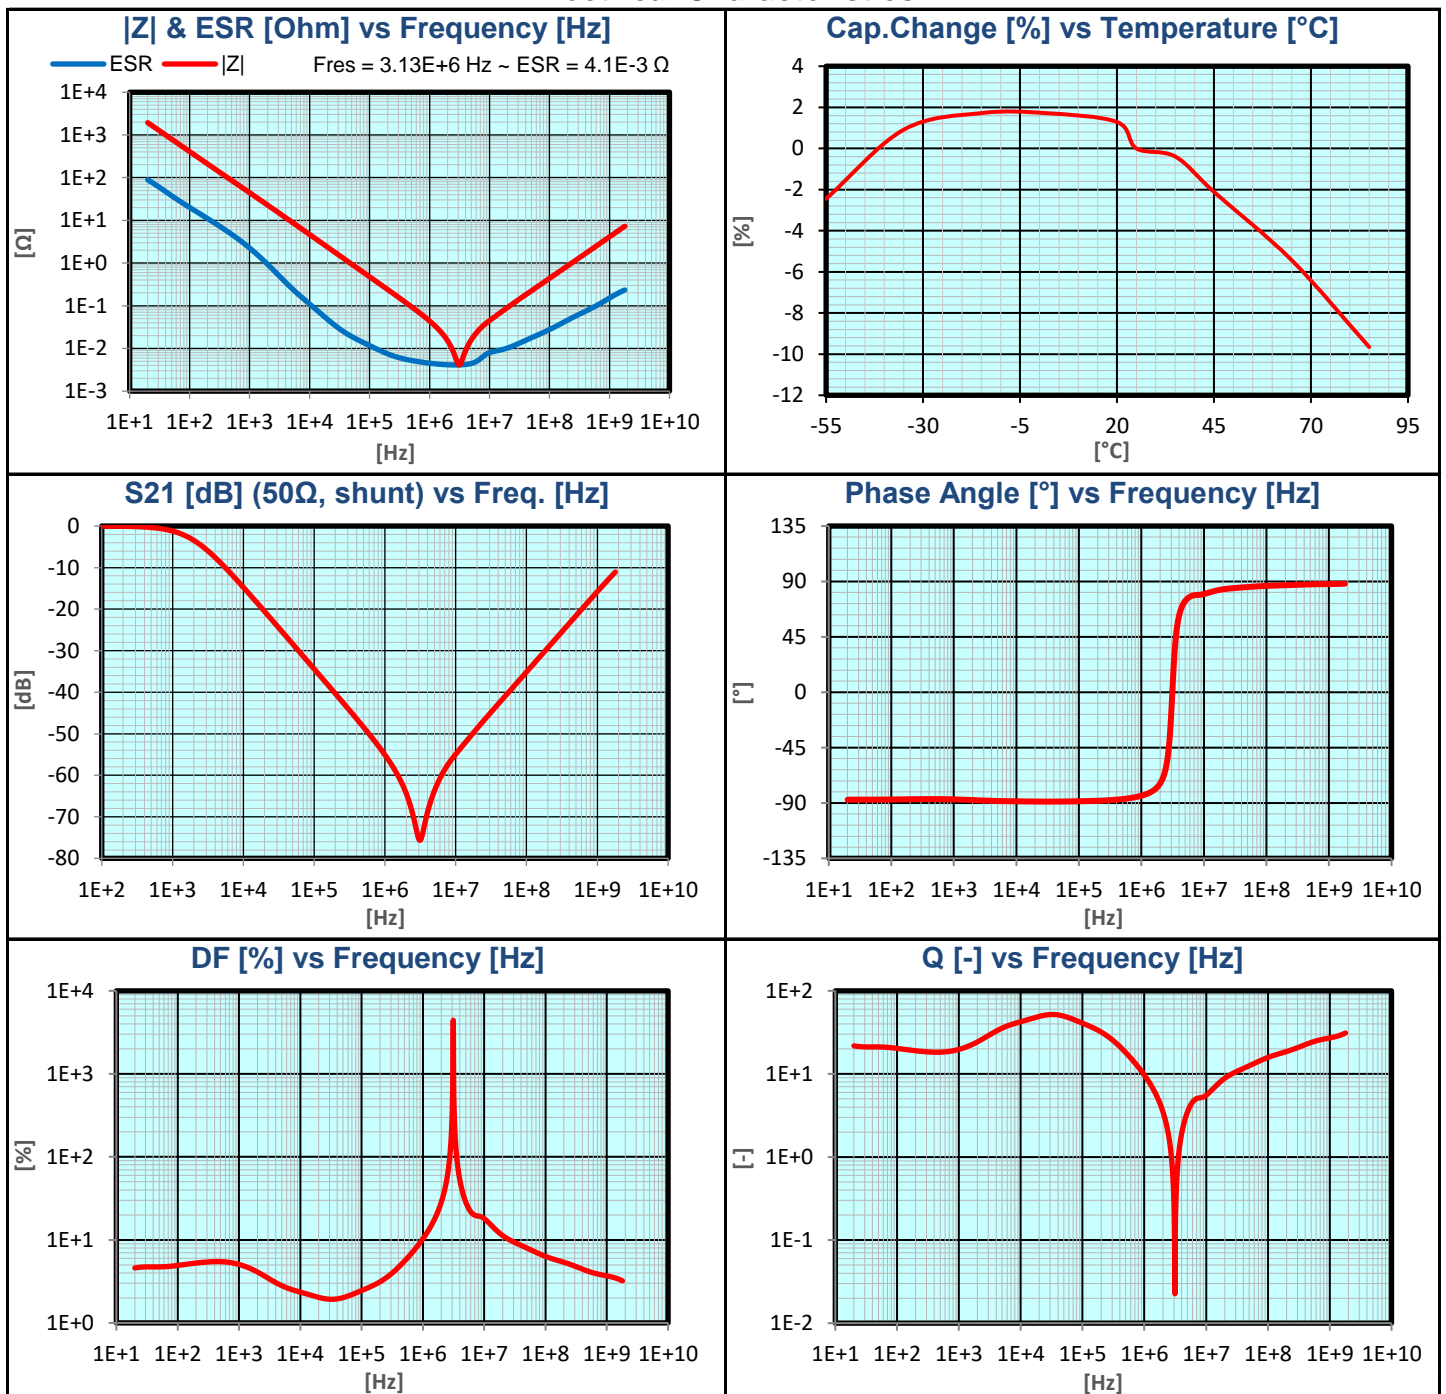 |Z| & ESR [Ohm] vs Frequency [Hz]
ESR |Z| Fres = 3.13E+6 Hz ~ ESR = 4.1E-3 Ω
1E+4
1E+3
1E+2
1E+1
1E+0
1E-1
1E-2
1E-3
[Ω]
1E+1 1E+2 1E+3 1E+4 1E+5 1E+6 1E+7 1E+8 1E+9 1E+10
[Hz]
Cap.Change [%] vs Temperature [°C]
4
2
0
-2
-4
-6
-8
-10
-12
[%]
-55 -30 -5 20 45 70 95
[°C]
S21 [dB] (50Ω, shunt) vs Freq. [Hz]
0
-10
-20
-30
-40
-50
-60
-70
-80
[dB]
1E+2 1E+3 1E+4 1E+5 1E+6 1E+7 1E+8 1E+9 1E+10
[Hz]
Phase Angle [°] vs Frequency [Hz]
135
90
45
0
-45
-90
-135
[°]
1E+1 1E+2 1E+3 1E+4 1E+5 1E+6 1E+7 1E+8 1E+9 1E+10
[Hz]
DF [%] vs Frequency [Hz]
1E+4
1E+3
1E+2
1E+1
1E+0
[%]
1E+1 1E+2 1E+3 1E+4 1E+5 1E+6 1E+7 1E+8 1E+9 1E+10
[Hz]
Q [-] vs Frequency [Hz]
1E+2
1E+1
1E+0
1E-1
1E-2
[-]
1E+1 1E+2 1E+3 1E+4 1E+5 1E+6 1E+7 1E+8 1E+9 1E+10
[Hz]